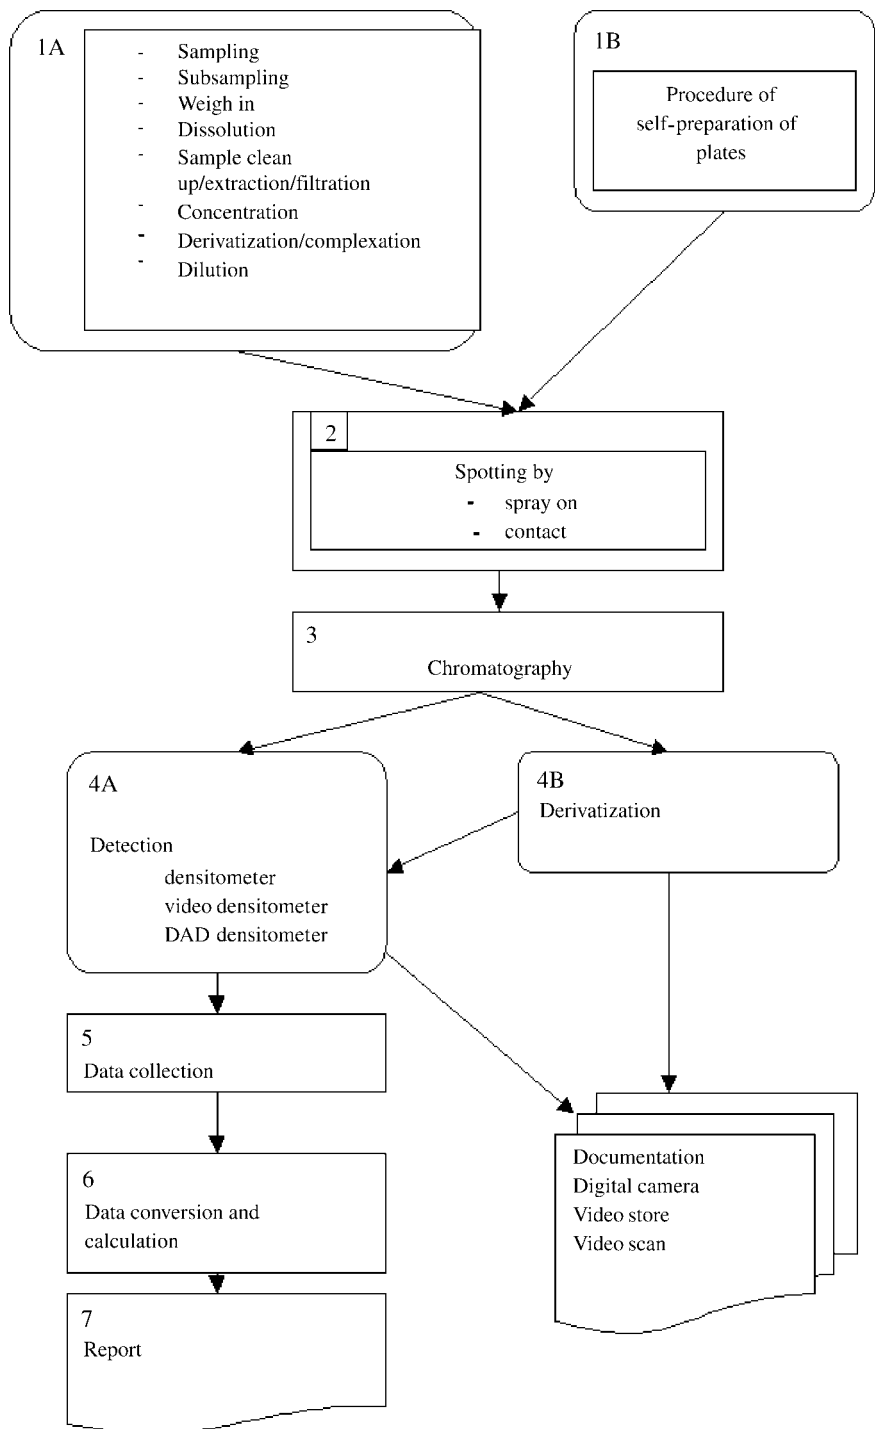 1A
- Sampling
- Subsampling
- Weigh in
- Dissolution
- Sample clean
up/extraction/filtration
- Concentration
- Derivatization/complexation
- Dilution
1B
Procedure of
self-preparation of
plates
2
Spotting by
- spray on
- contact
3
Chromatography
4A
Detection
densitometer
video densitometer
DAD densitometer
4B
Derivatization
5
Data collection
6
Data conversion and
calculation
7
Report
Documentation
Digital camera
Video store
Video scan